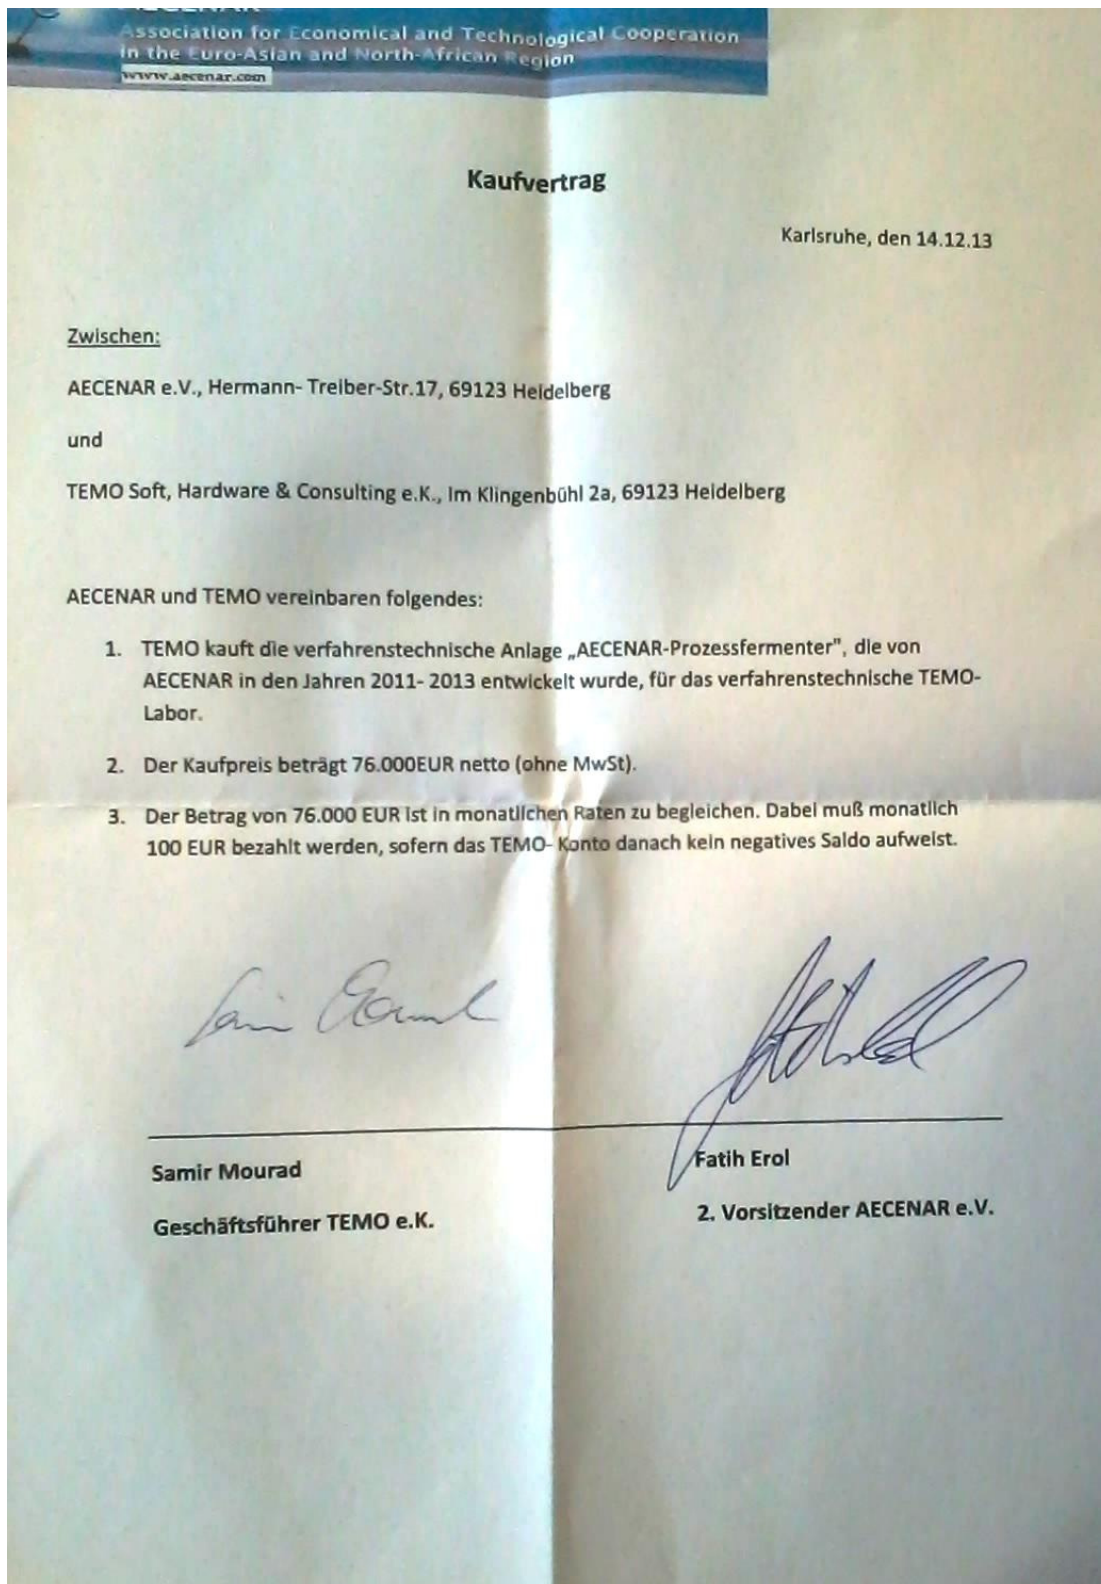 AECENAR
Association for Economical and Technological Cooperation
in the Euro-Asian and North-African Region
www.aecenar.com
Kaufvertrag
Karlsruhe, den 14.12.13
Zwischen:
AECENAR e.V., Hermann- Treiber-Str.17, 69123 Heidelberg
und
TEMO Soft, Hardware & Consulting e.K., Im Klingenbühl 2a, 69123 Heidelberg
AECENAR und TEMO vereinbaren folgendes:
1. TEMO kauft die verfahrenstechnische Anlage „AECENAR-Prozessfermenter", die von
AECENAR in den Jahren 2011- 2013 entwickelt wurde, für das verfahrenstechnische TEMO-
Labor.
2. Der Kaufpreis beträgt 76.000EUR netto (ohne MwSt).
3. Der Betrag von 76.000 EUR ist in monatlichen Raten zu begleichen. Dabei muß monatlich
100 EUR bezahlt werden, sofern das TEMO- Konto danach kein negatives Saldo aufweist.
Samir Mourad
Fatih Erol
Geschäftsführer TEMO e.K.
2. Vorsitzender AECENAR e.V.